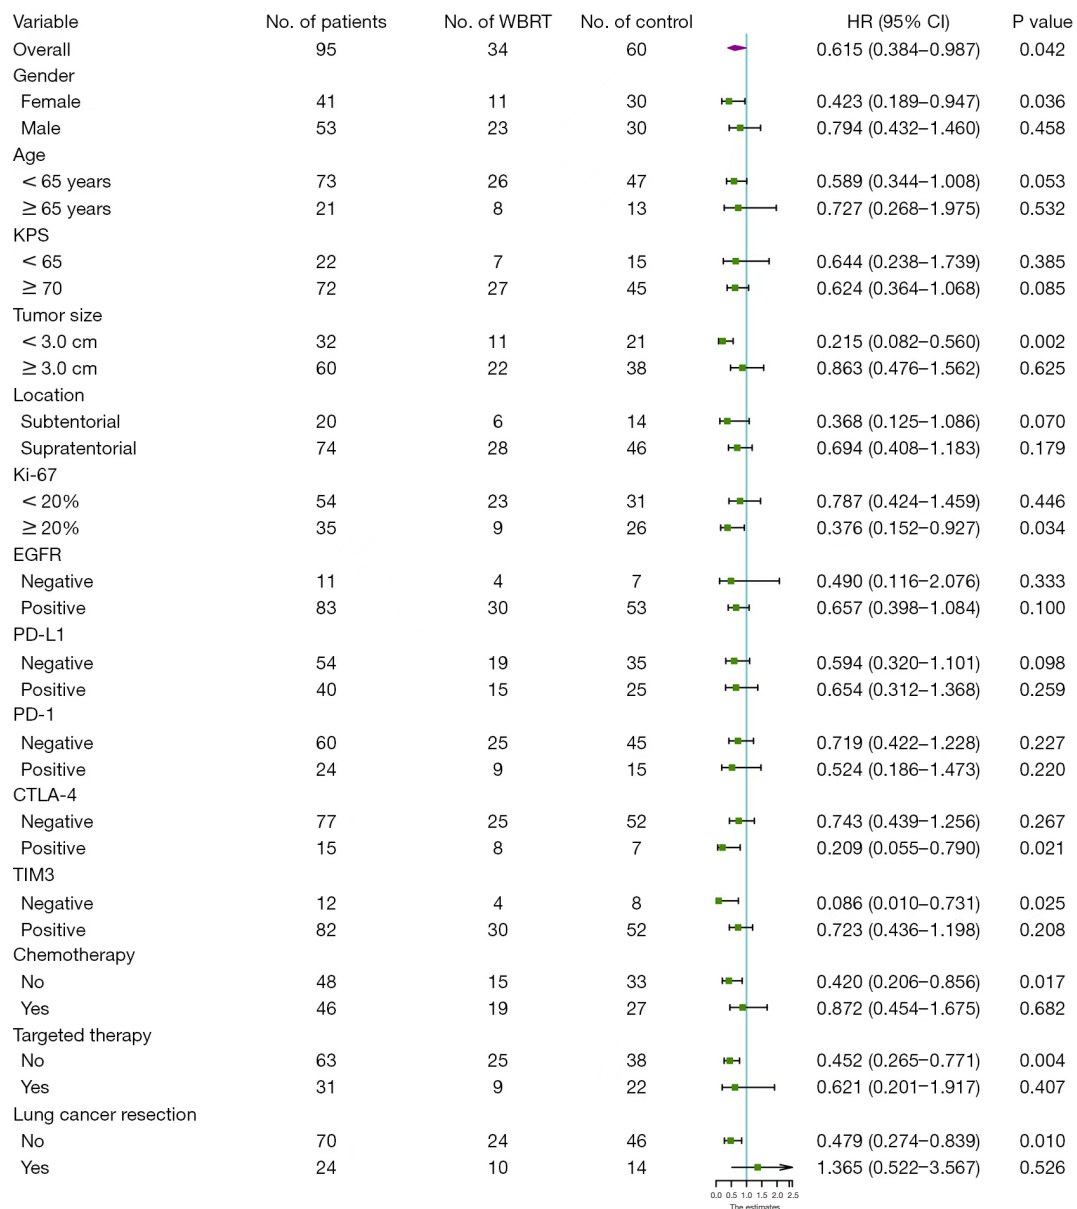 Variable No. of patients No. of WBRT No. of control HR (95% CI) P value
Overall 95 34 60 0.615 (0.384–0.987) 0.042
Gender
Female 41 11 30 0.423 (0.189–0.947) 0.036
Male 53 23 30 0.794 (0.432–1.460) 0.458
Age
< 65 years 73 26 47 0.589 (0.344–1.008) 0.053
≥ 65 years 21 8 13 0.727 (0.268–1.975) 0.532
KPS
< 65 22 7 15 0.644 (0.238–1.739) 0.385
≥ 70 72 27 45 0.624 (0.364–1.068) 0.085
Tumor size
< 3.0 cm 32 11 21 0.215 (0.082–0.560) 0.002
≥ 3.0 cm 60 22 38 0.863 (0.476–1.562) 0.625
Location
Subtentorial 20 6 14 0.368 (0.125–1.086) 0.070
Supratentorial 74 28 46 0.694 (0.408–1.183) 0.179
Ki-67
< 20% 54 23 31 0.787 (0.424–1.459) 0.446
≥ 20% 35 9 26 0.376 (0.152–0.927) 0.034
EGFR
Negative 11 4 7 0.490 (0.116–2.076) 0.333
Positive 83 30 53 0.657 (0.398–1.084) 0.100
PD-L1
Negative 54 19 35 0.594 (0.320–1.101) 0.098
Positive 40 15 25 0.654 (0.312–1.368) 0.259
PD-1
Negative 60 25 45 0.719 (0.422–1.228) 0.227
Positive 24 9 15 0.524 (0.186–1.473) 0.220
CTLA-4
Negative 77 25 52 0.743 (0.439–1.256) 0.267
Positive 15 8 7 0.209 (0.055–0.790) 0.021
TIM3
Negative 12 4 8 0.086 (0.010–0.731) 0.025
Positive 82 30 52 0.723 (0.436–1.198) 0.208
Chemotherapy
No 48 15 33 0.420 (0.206–0.856) 0.017
Yes 46 19 27 0.872 (0.454–1.675) 0.682
Targeted therapy
No 63 25 38 0.452 (0.265–0.771) 0.004
Yes 31 9 22 0.621 (0.201–1.917) 0.407
Lung cancer resection
No 70 24 46 0.479 (0.274–0.839) 0.010
Yes 24 10 14 1.365 (0.522–3.567) 0.526
0.0 0.5 1.0 1.5 2.0 2.5
The estimates